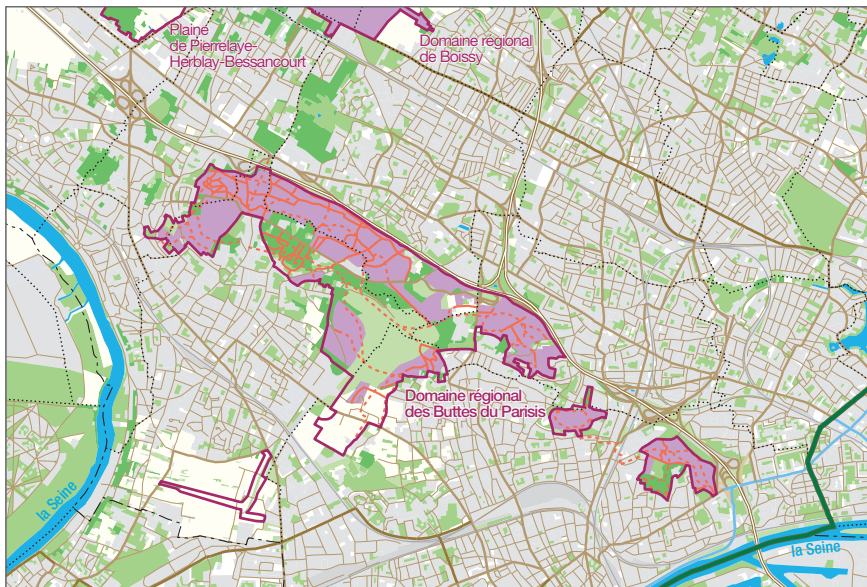 Plaine
de Pierrelaye-
Herblay-Bessancourt
Domaine régional
de Boissy
Domaine régional
des Buttes du Parisis
la Seine
la Seine